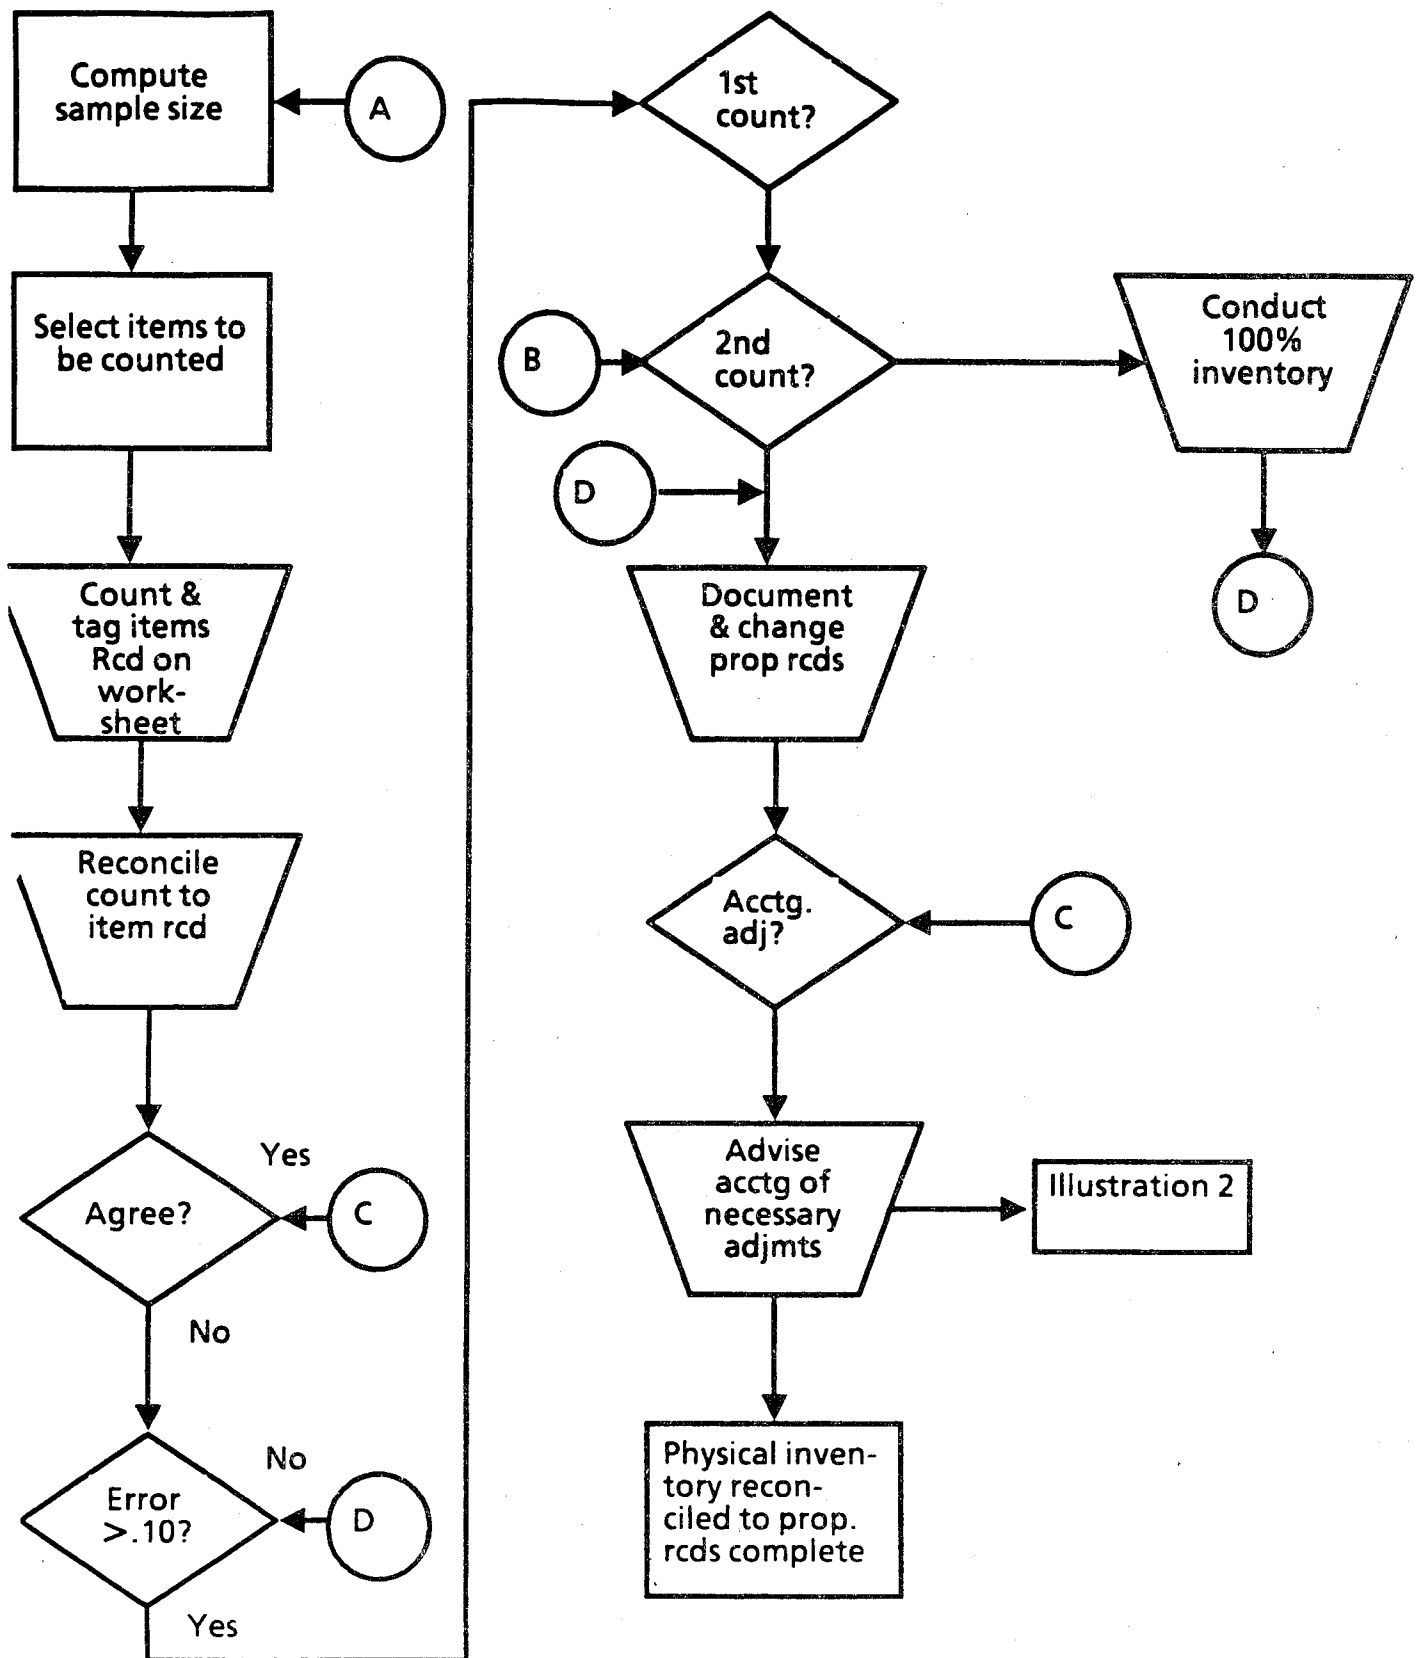 Compute
sample size
A
Select items to
be counted
Count &
tag items
Rcd on
work-
sheet
Reconcile
count to
item rcd
Agree?
Yes
C
No
Error
>.10?
No
D
Yes
1st
count?
B
2nd
count?
Conduct
100%
inventory
D
D
Document
& change
prop rcds
Acctg.
adj?
C
Advise
acctg of
necessary
adjmts
Illustration 2
Physical inven-
tory recon-
ciled to prop.
rcds complete